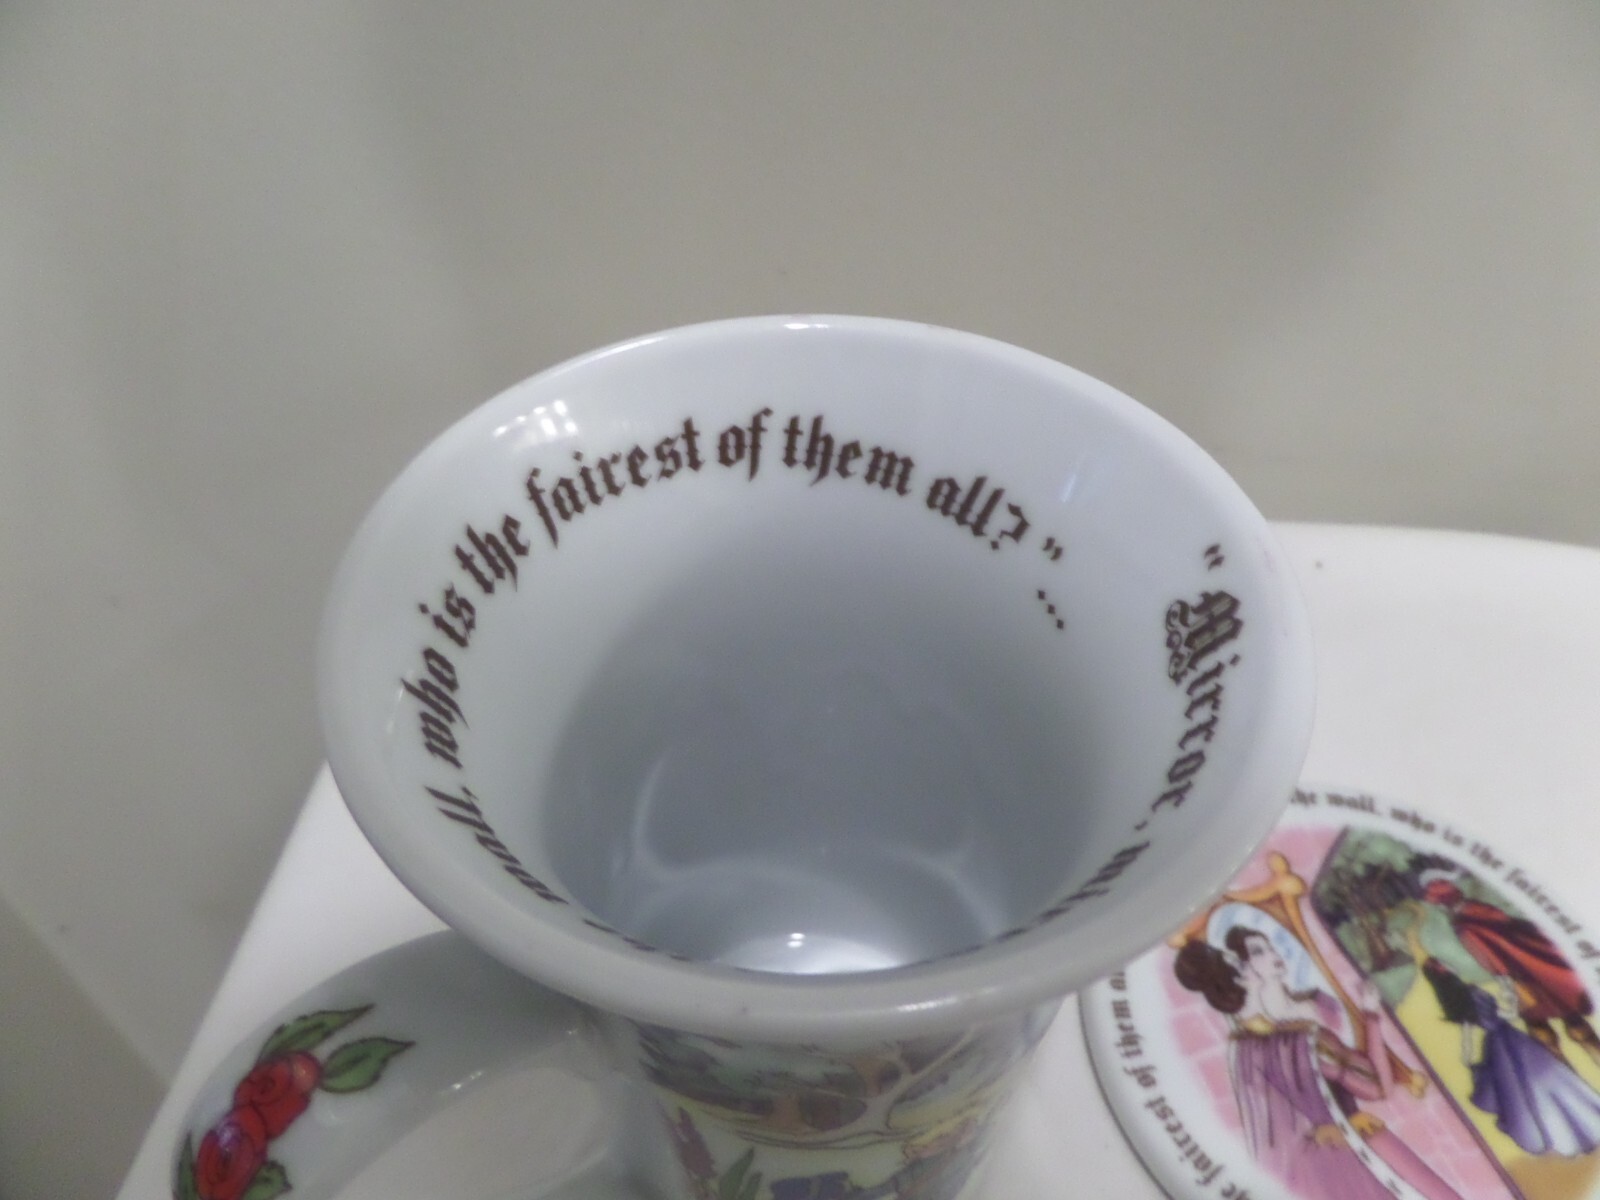 “ Mirror, wall, who is the fairest of them all? ” ...
the wall, who is the fairest of
fairest of them